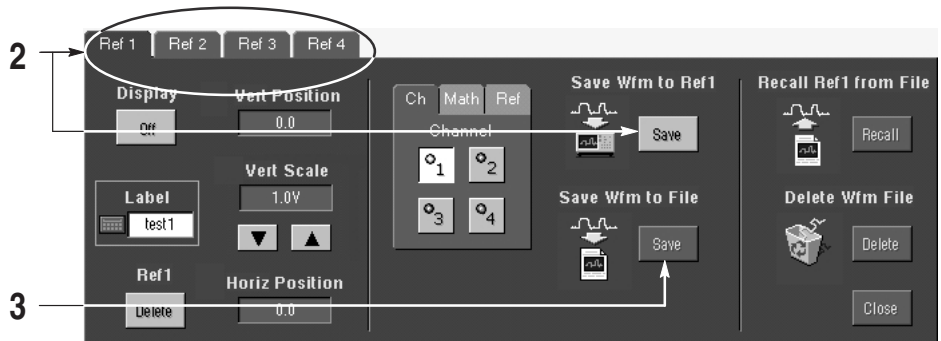 2
Ref 1 Ref 2 Ref 3 Ref 4
Display
Off
Label
test1
Ref1
Delete
Vert Position
0.0
Vert Scale
1.0V
Horiz Position
0.0
Ch Math Ref
Channel
1 2
3 4
Save Wfm to Ref1
Save
Save Wfm to File
Save
Recall Ref1 from File
Recall
Delete Wfm File
Delete
Close
3